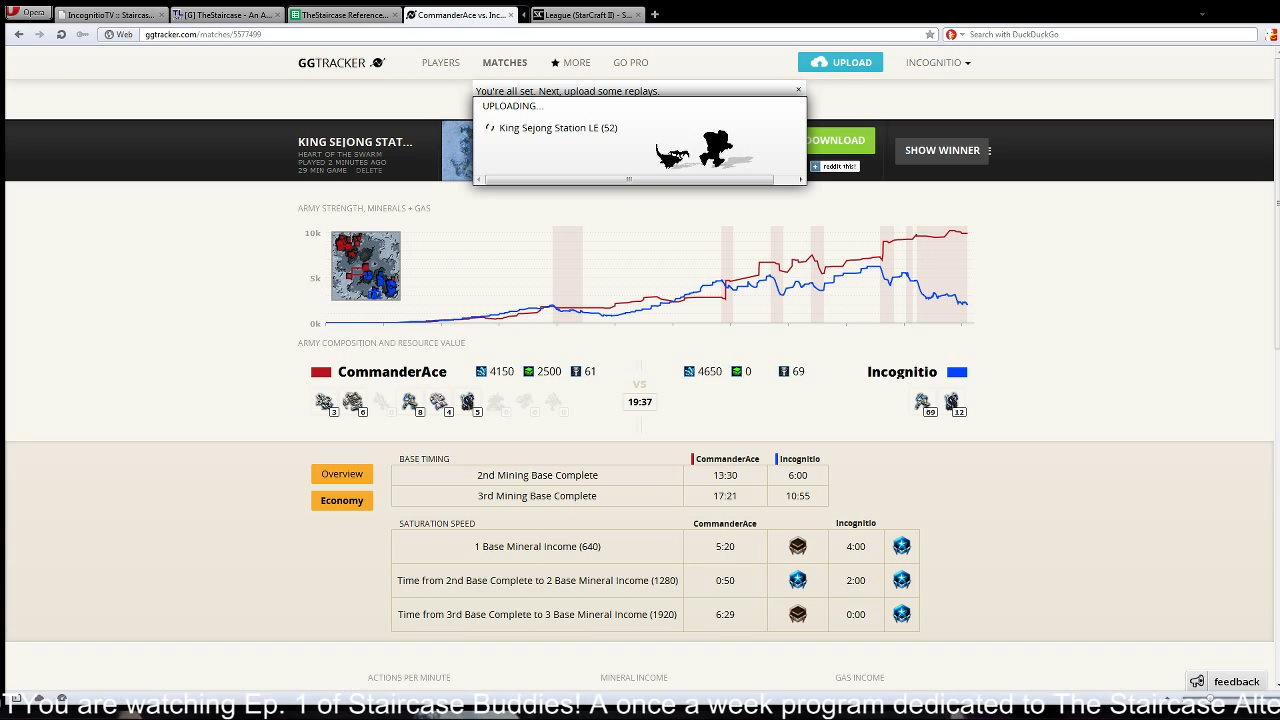 Opera
IncognitoTV :: Staircas...
[G] TheStaircase - An A...
TheStaircase Reference...
CommanderAce vs. Inc...
League (StarCraft II) - S...
Web
ggtracker.com/matches/5577499
Search with DuckDuckGo
GGTRACKER
PLAYERS
MATCHES
MORE
GO PRO
UPLOAD
INCOGNITIO
You're all set. Next, upload some replays.
UPLOADING...
King Sejong Station LE (52)
KING SEJONG STAT...
HEART OF THE SWARM
PLAYED 2 MINUTES AGO
29 MIN GAME DELETE
DOWNLOAD
reddit this!
SHOW WINNER
ARMY STRENGTH, MINERALS + GAS
10k
5k
0k
ARMY COMPOSITION AND RESOURCE VALUE
CommanderAce 4150 2500 61
VS
4650 0 69 Incognitio
3 6 0 8 4 5 0 0 0
19:37
69 12
Overview
Economy
BASE TIMING CommanderAce Incognitio
2nd Mining Base Complete 13:30 6:00
3rd Mining Base Complete 17:21 10:55
SATURATION SPEED CommanderAce Incognitio
1 Base Mineral Income (640) 5:20 4:00
Time from 2nd Base Complete to 2 Base Mineral Income (1280) 0:50 2:00
Time from 3rd Base Complete to 3 Base Mineral Income (1920) 6:29 0:00
ACTIONS PER MINUTE
MINERAL INCOME
GAS INCOME
feedback
You are watching Ep. 1 of Staircase Buddies! A once a week program dedicated to The Staircase Alte